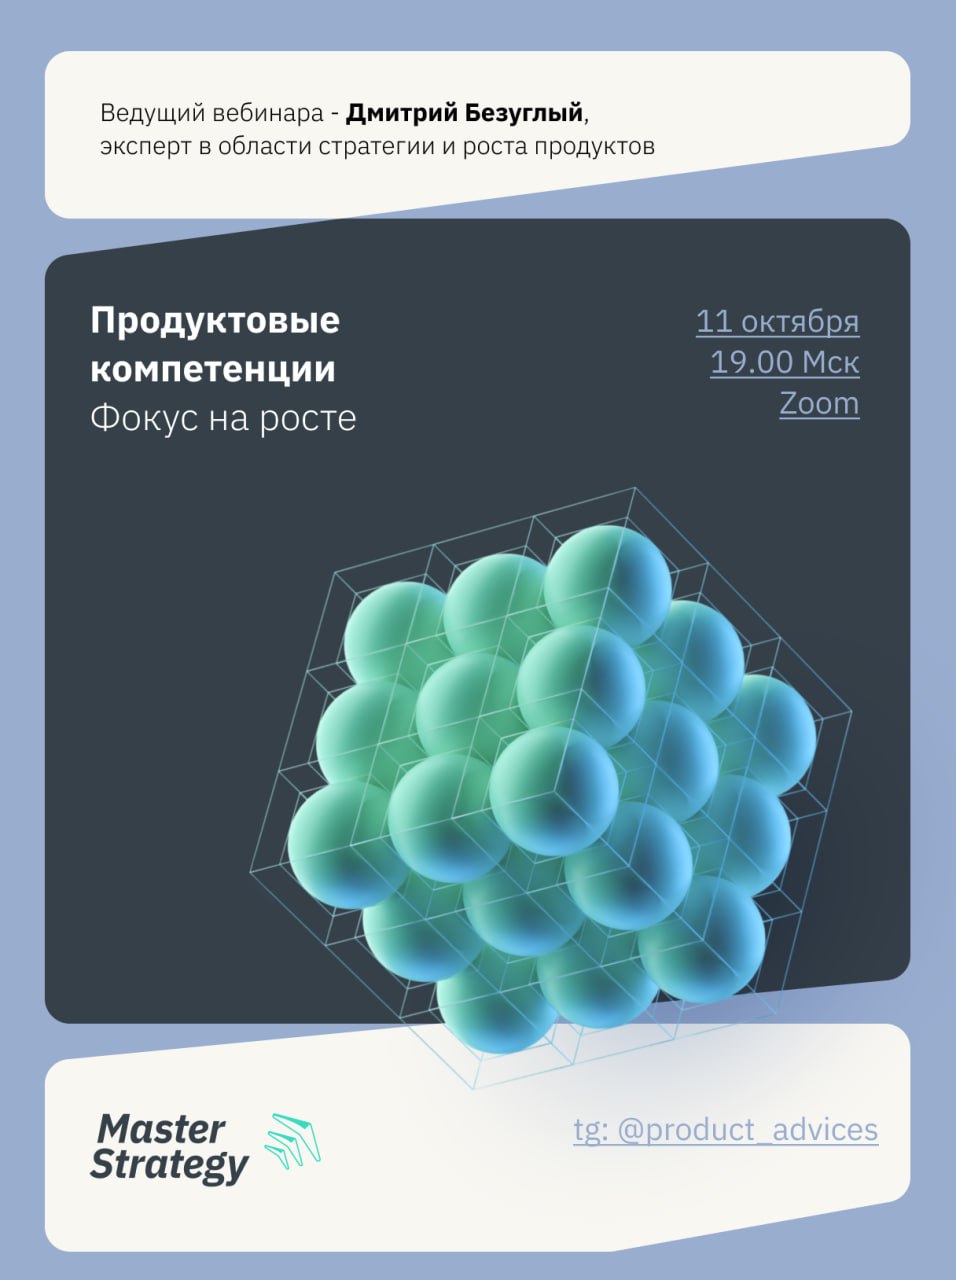 Ведущий вебинара - Дмитрий Безуглый,
эксперт в области стратегии и роста продуктов
Продуктовые
компетенции
Фокус на росте
11 октября
19.00 Мск
Zoom
Master
Strategy
tg: @product_advices